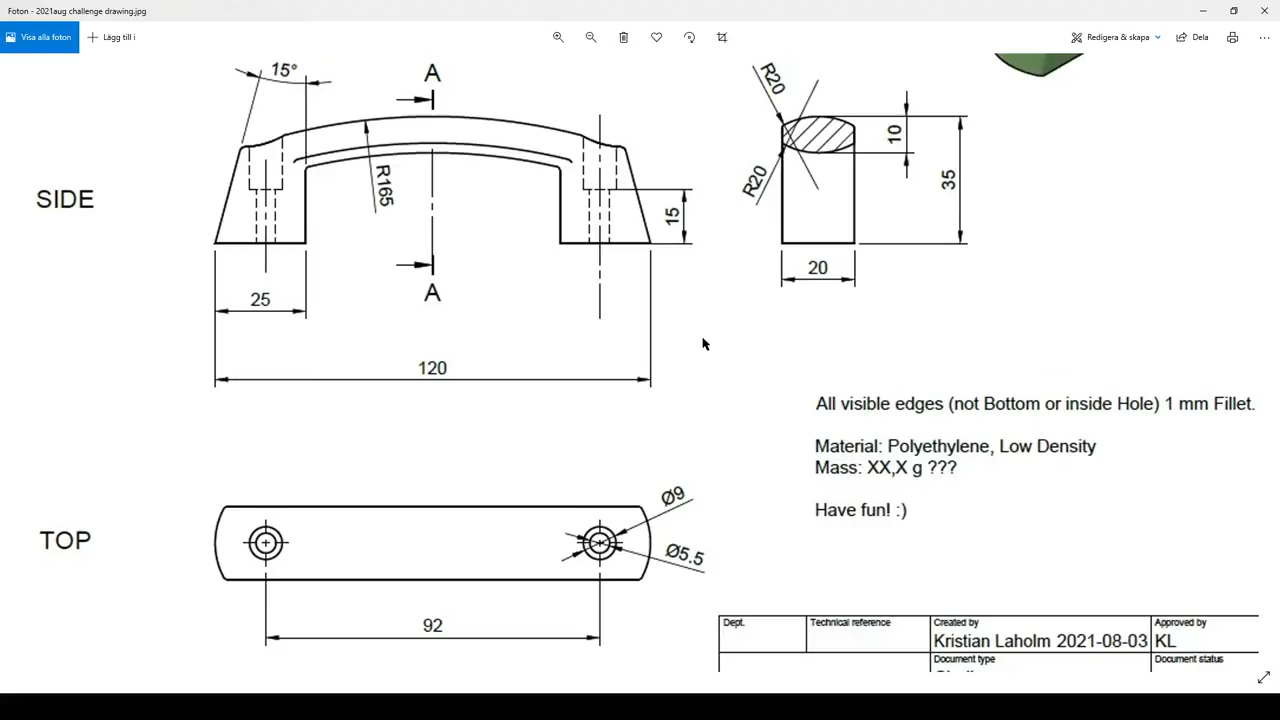 Foton - 2021aug challenge drawing.jpg
Visa alla foton
Lägg till i
Redigera & skapa
Dela
15°
A
R20
10
R165
SIDE
R20
35
15
20
A
25
120
All visible edges (not Bottom or inside Hole) 1 mm Fillet.
Material: Polyethylene, Low Density
Mass: XX,X g ???
Have fun! :)
Ø9
TOP
Ø5.5
92
Dept.
Technical reference
Created by
Approved by
Kristian Laholm 2021-08-03
KL
Document type
Document status